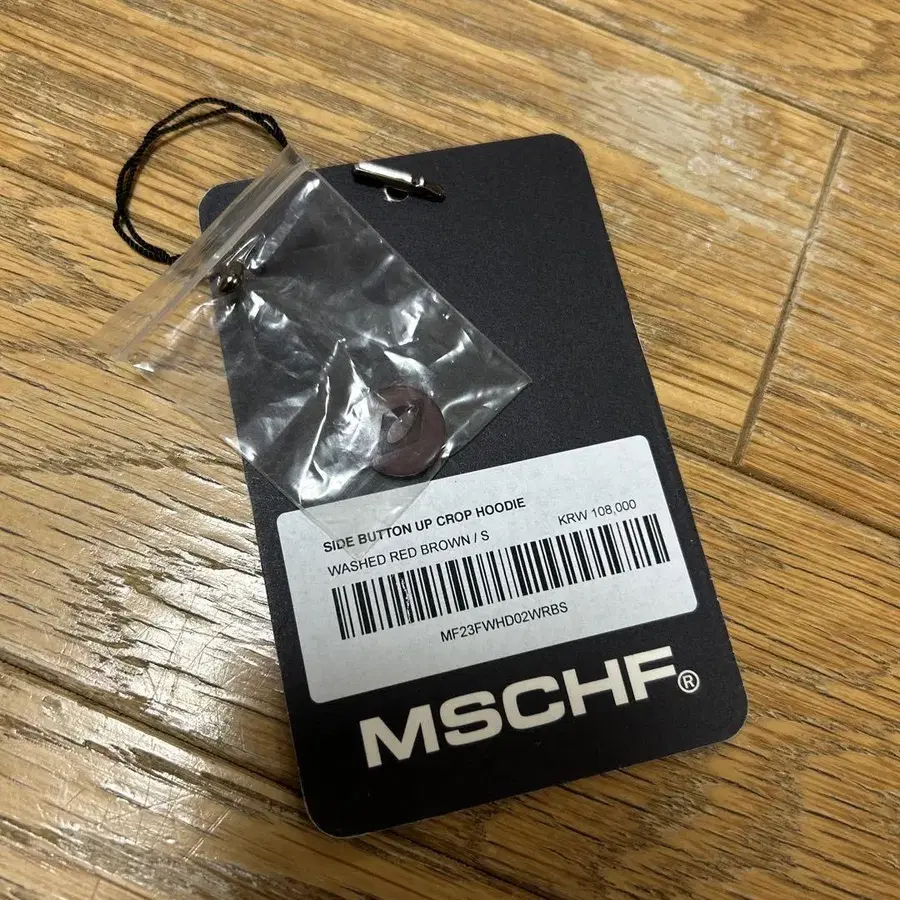 SIDE BUTTON UP CROP HOODIE
WASHED RED BROWN / S KRW 108,000
MF23FWHD02WRBS
MSCHF®